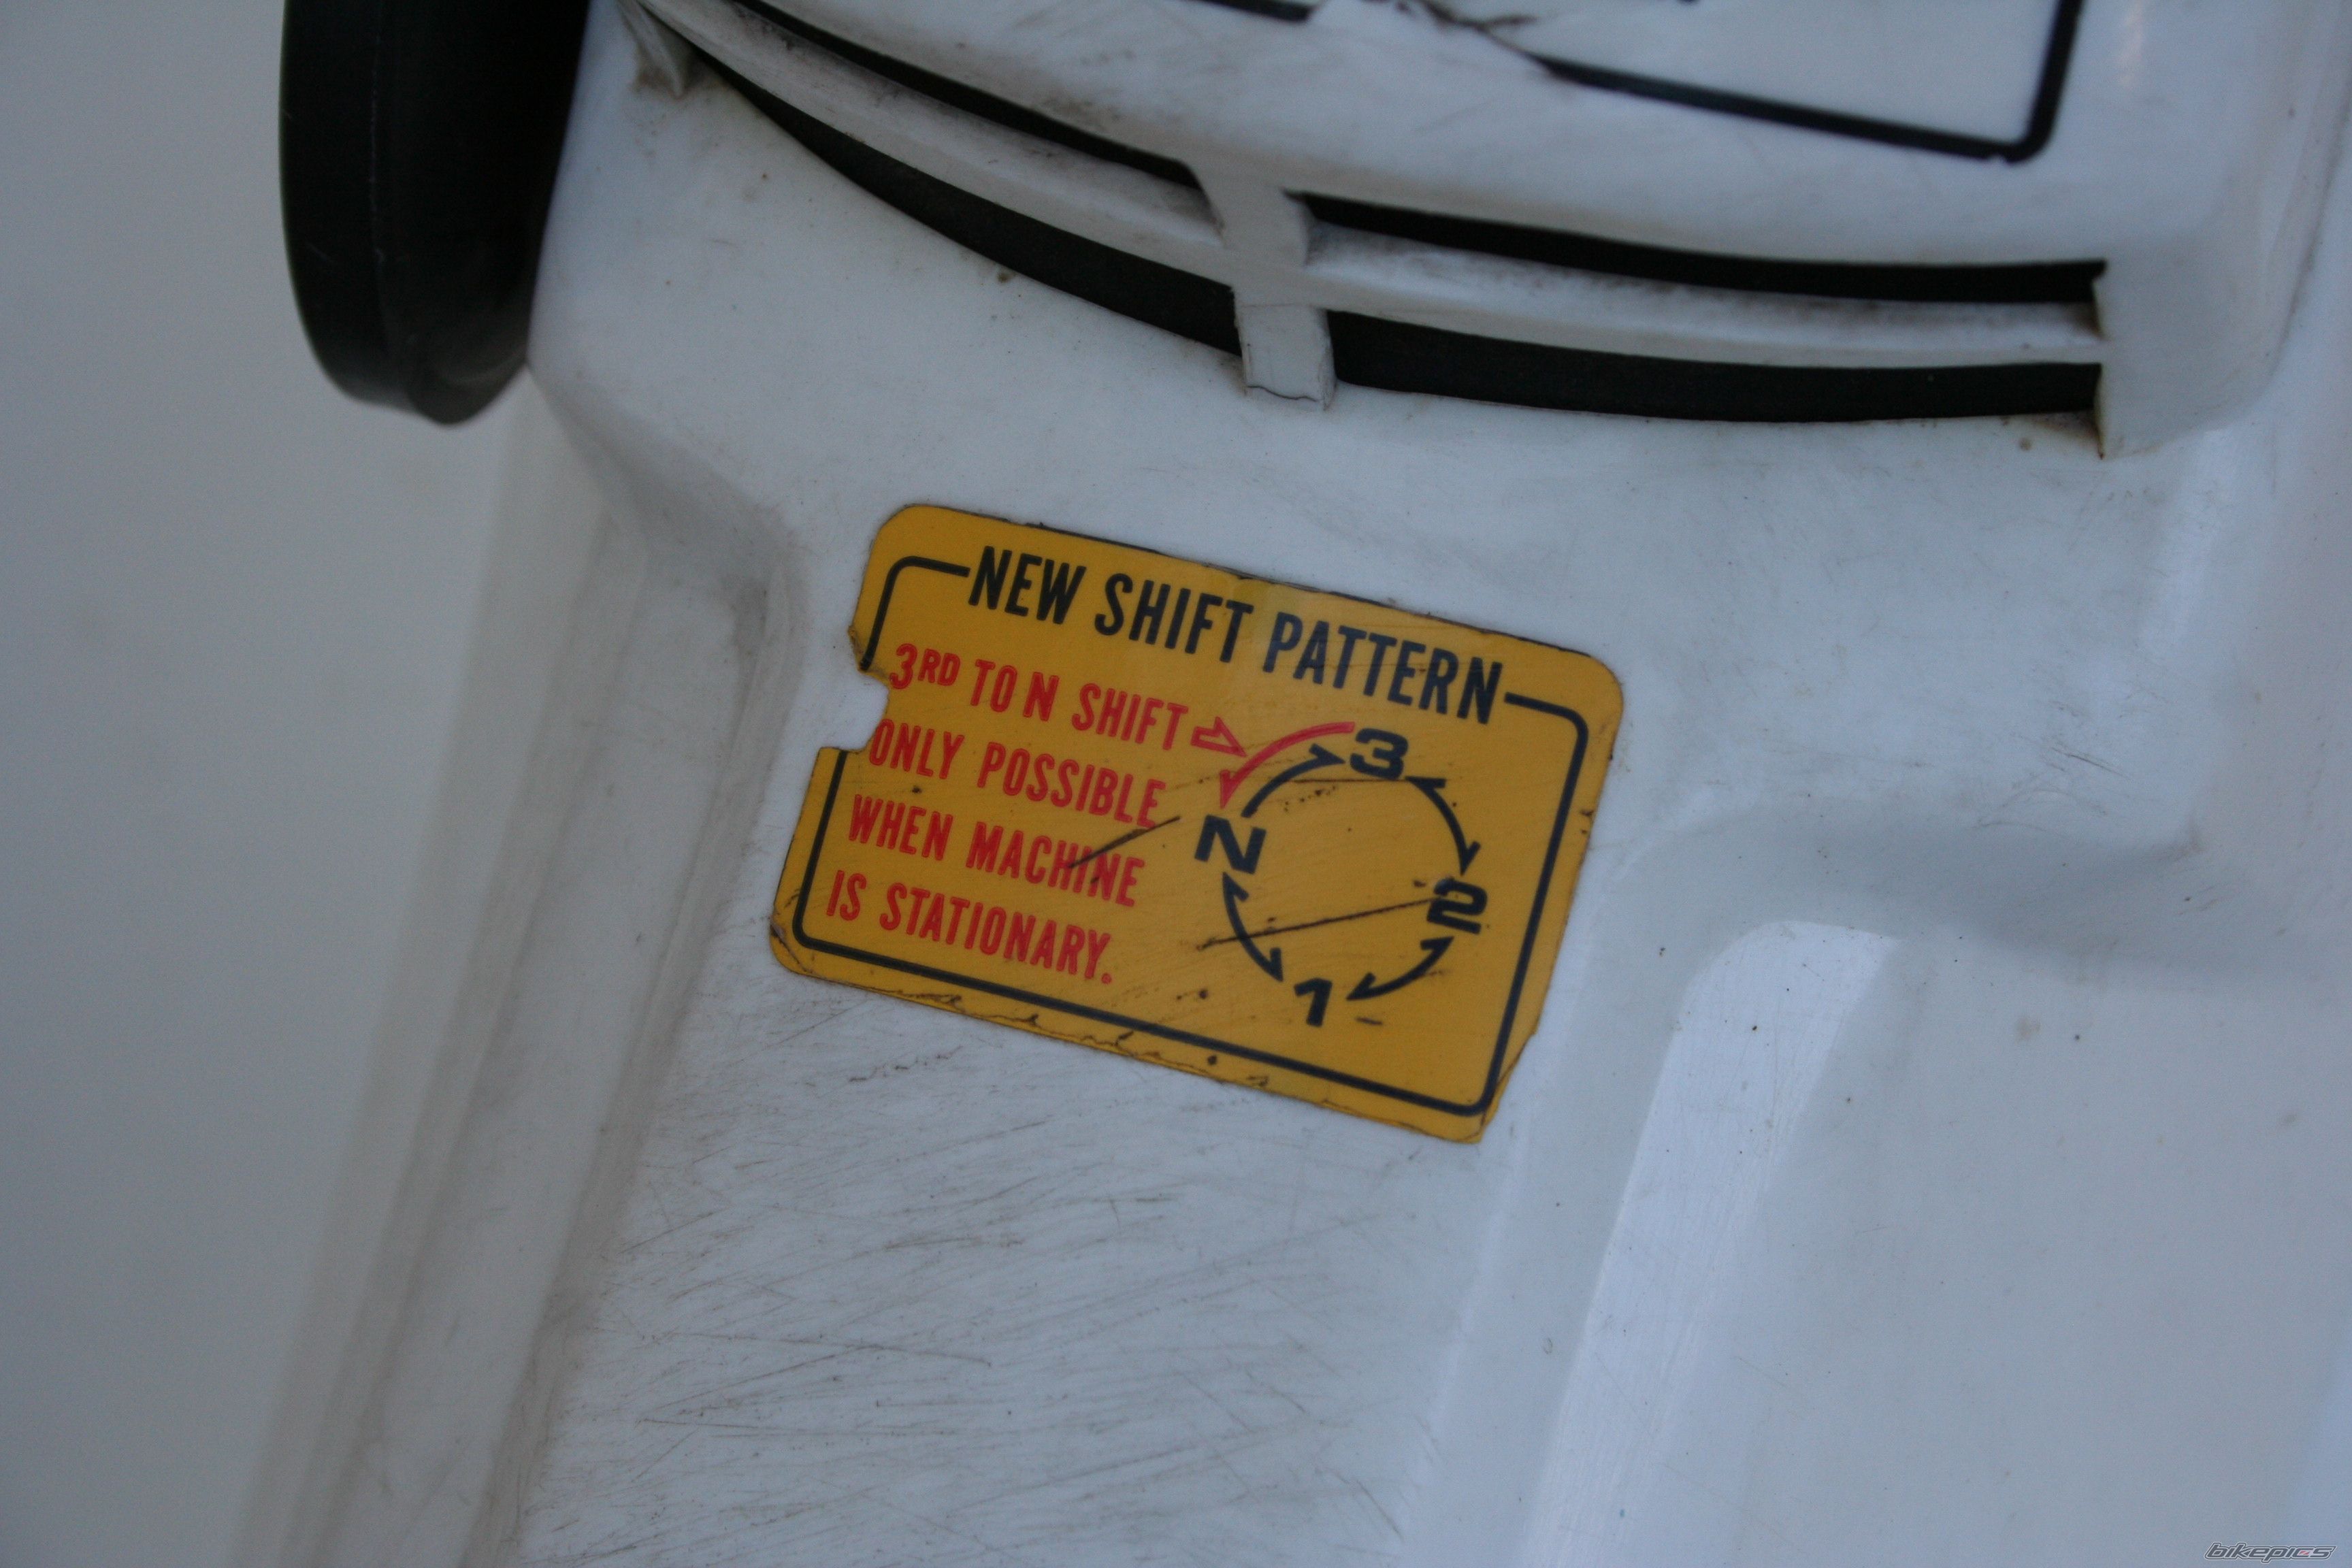 NEW SHIFT PATTERN
3RD TO N SHIFT
ONLY POSSIBLE
WHEN MACHINE
IS STATIONARY.
3
N
2
1
bikepics